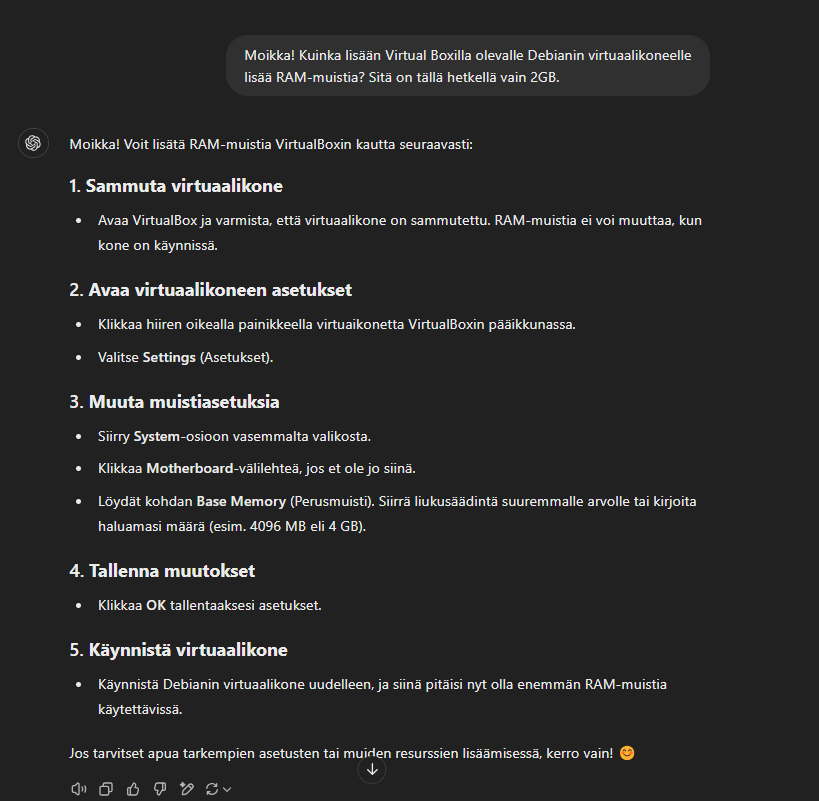 Moikka! Kuinka lisään Virtual Boxilla olevalle Debianin virtuaalikoneelle
lisää RAM-muistia? Sitä on tällä hetkellä vain 2GB.
Moikka! Voit lisätä RAM-muistia VirtualBoxin kautta seuraavasti:
1. Sammuta virtuaalikone
• Avaa VirtualBox ja varmista, että virtuaalikone on sammutettu. RAM-muistia ei voi muuttaa, kun
kone on käynnissä.
2. Avaa virtuaalikoneen asetukset
• Klikkaa hiiren oikealla painikkeella virtuaikonetta VirtualBoxin pääikkunassa.
• Valitse Settings (Asetukset).
3. Muuta muistiasetuksia
• Siirry System-osioon vasemmalta valikosta.
• Klikkaa Motherboard-välilehteä, jos et ole jo siinä.
• Löydät kohdan Base Memory (Perusmuisti). Siirrä liukusäädintä suuremmalle arvolle tai kirjoita
haluamasi määrä (esim. 4096 MB eli 4 GB).
4. Tallenna muutokset
• Klikkaa OK tallentaaksesi asetukset.
5. Käynnistä virtuaalikone
• Käynnistä Debianin virtuaalikone uudelleen, ja siinä pitäisi nyt olla enemmän RAM-muistia
käytettävissä.
Jos tarvitset apua tarkempien asetusten tai muiden resurssien lisäämisessä, kerro vain! 😊